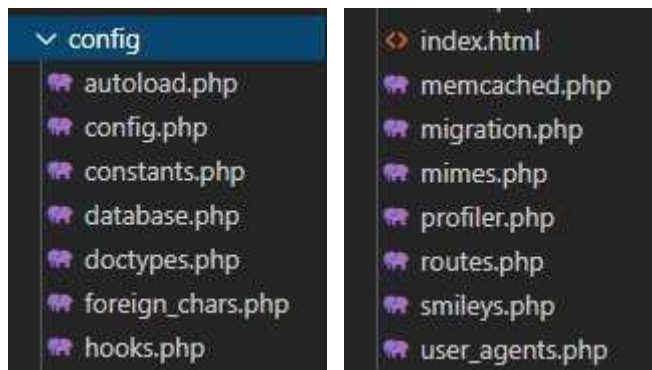 config
autoload.php
config.php
constants.php
database.php
doctypes.php
foreign_chars.php
hooks.php
index.html
memcached.php
migration.php
mimes.php
profiler.php
routes.php
smileys.php
user_agents.php